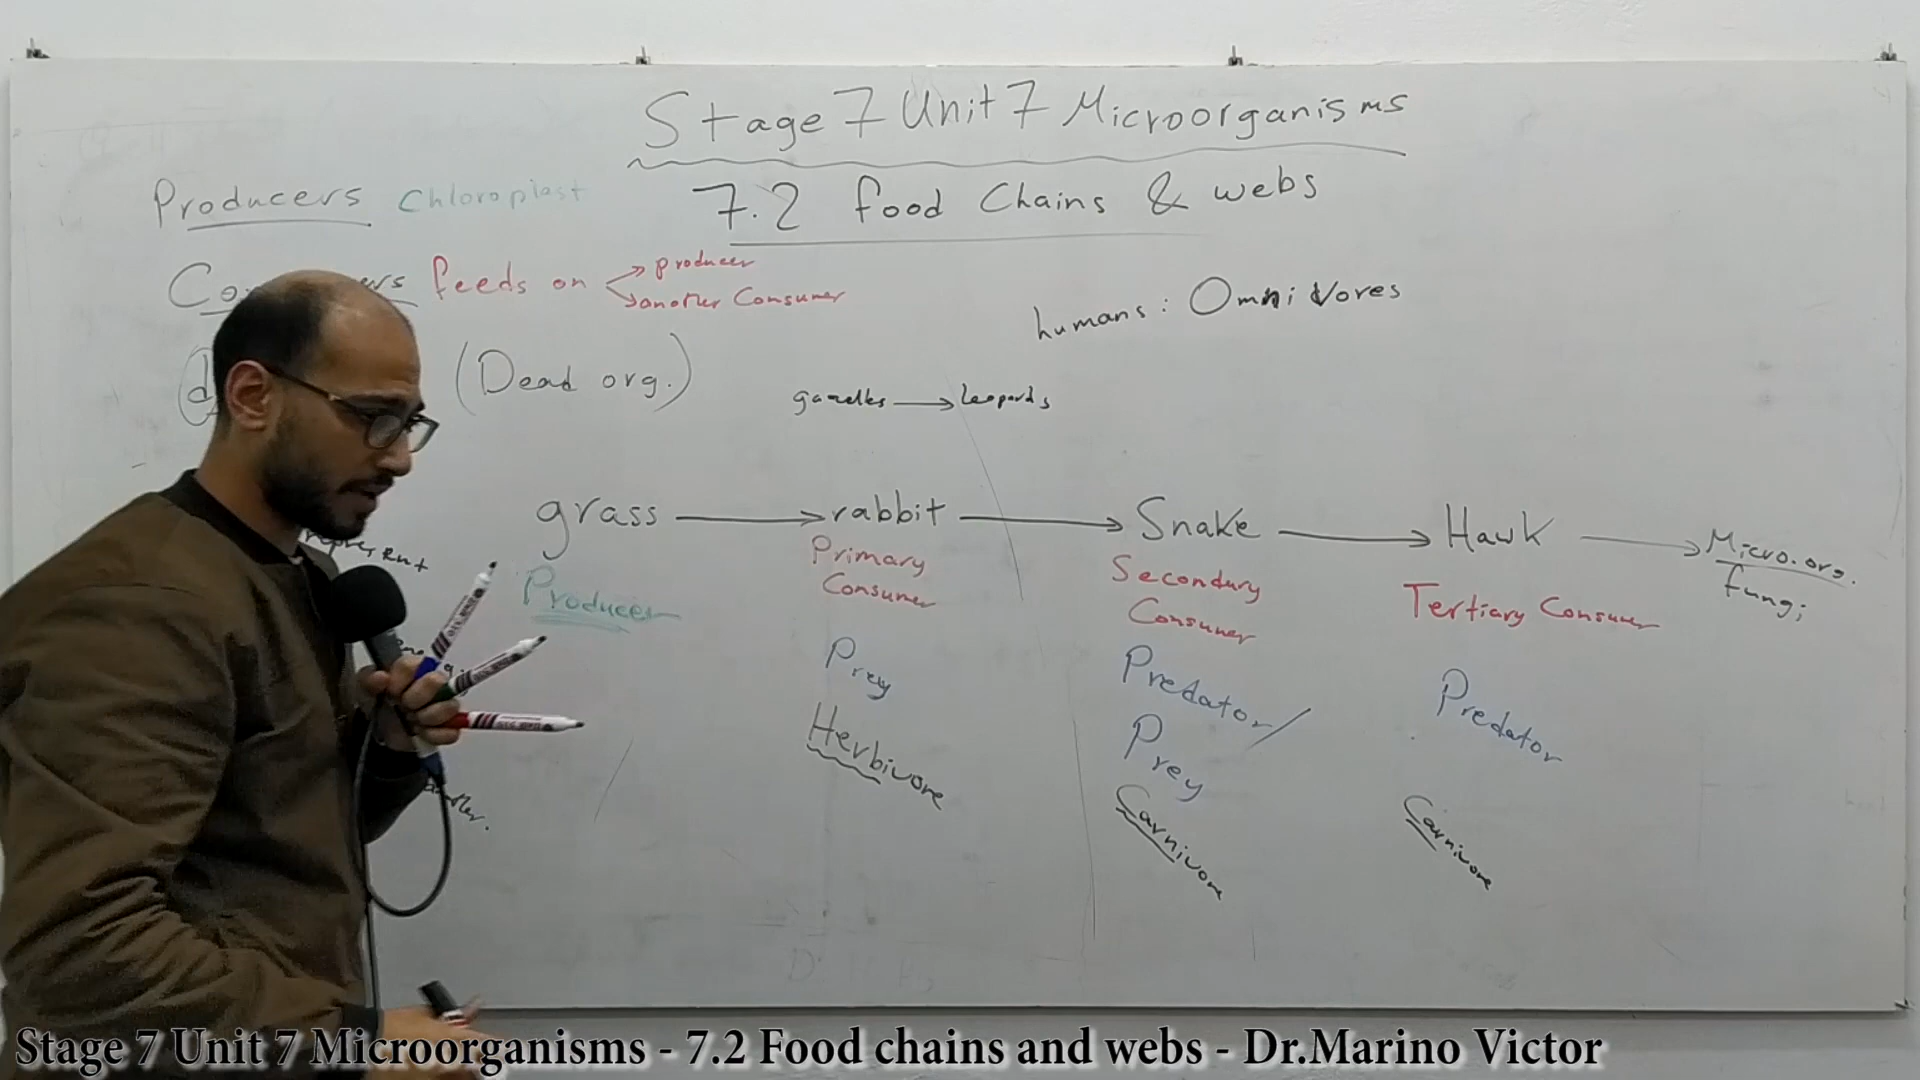 Stage 7 Unit 7 Microorganisms
7.2 food Chains & webs
Producers Chloroplast
feeds on
producer
another Consumer
humans: Omnivores
(Dead org.)
gazelles → leopards
grass → rabbit → Snake → Hawk → Micro.org.
fungi
Producer
Primary
Consumer
Secondary
Consumer
Tertiary Consumer
represent
Prey
Predator/
Prey
Predator
Herbivore
Carnivore
Carnivore
Stage 7 Unit 7 Microorganisms - 7.2 Food chains and webs - Dr.Marino Victor